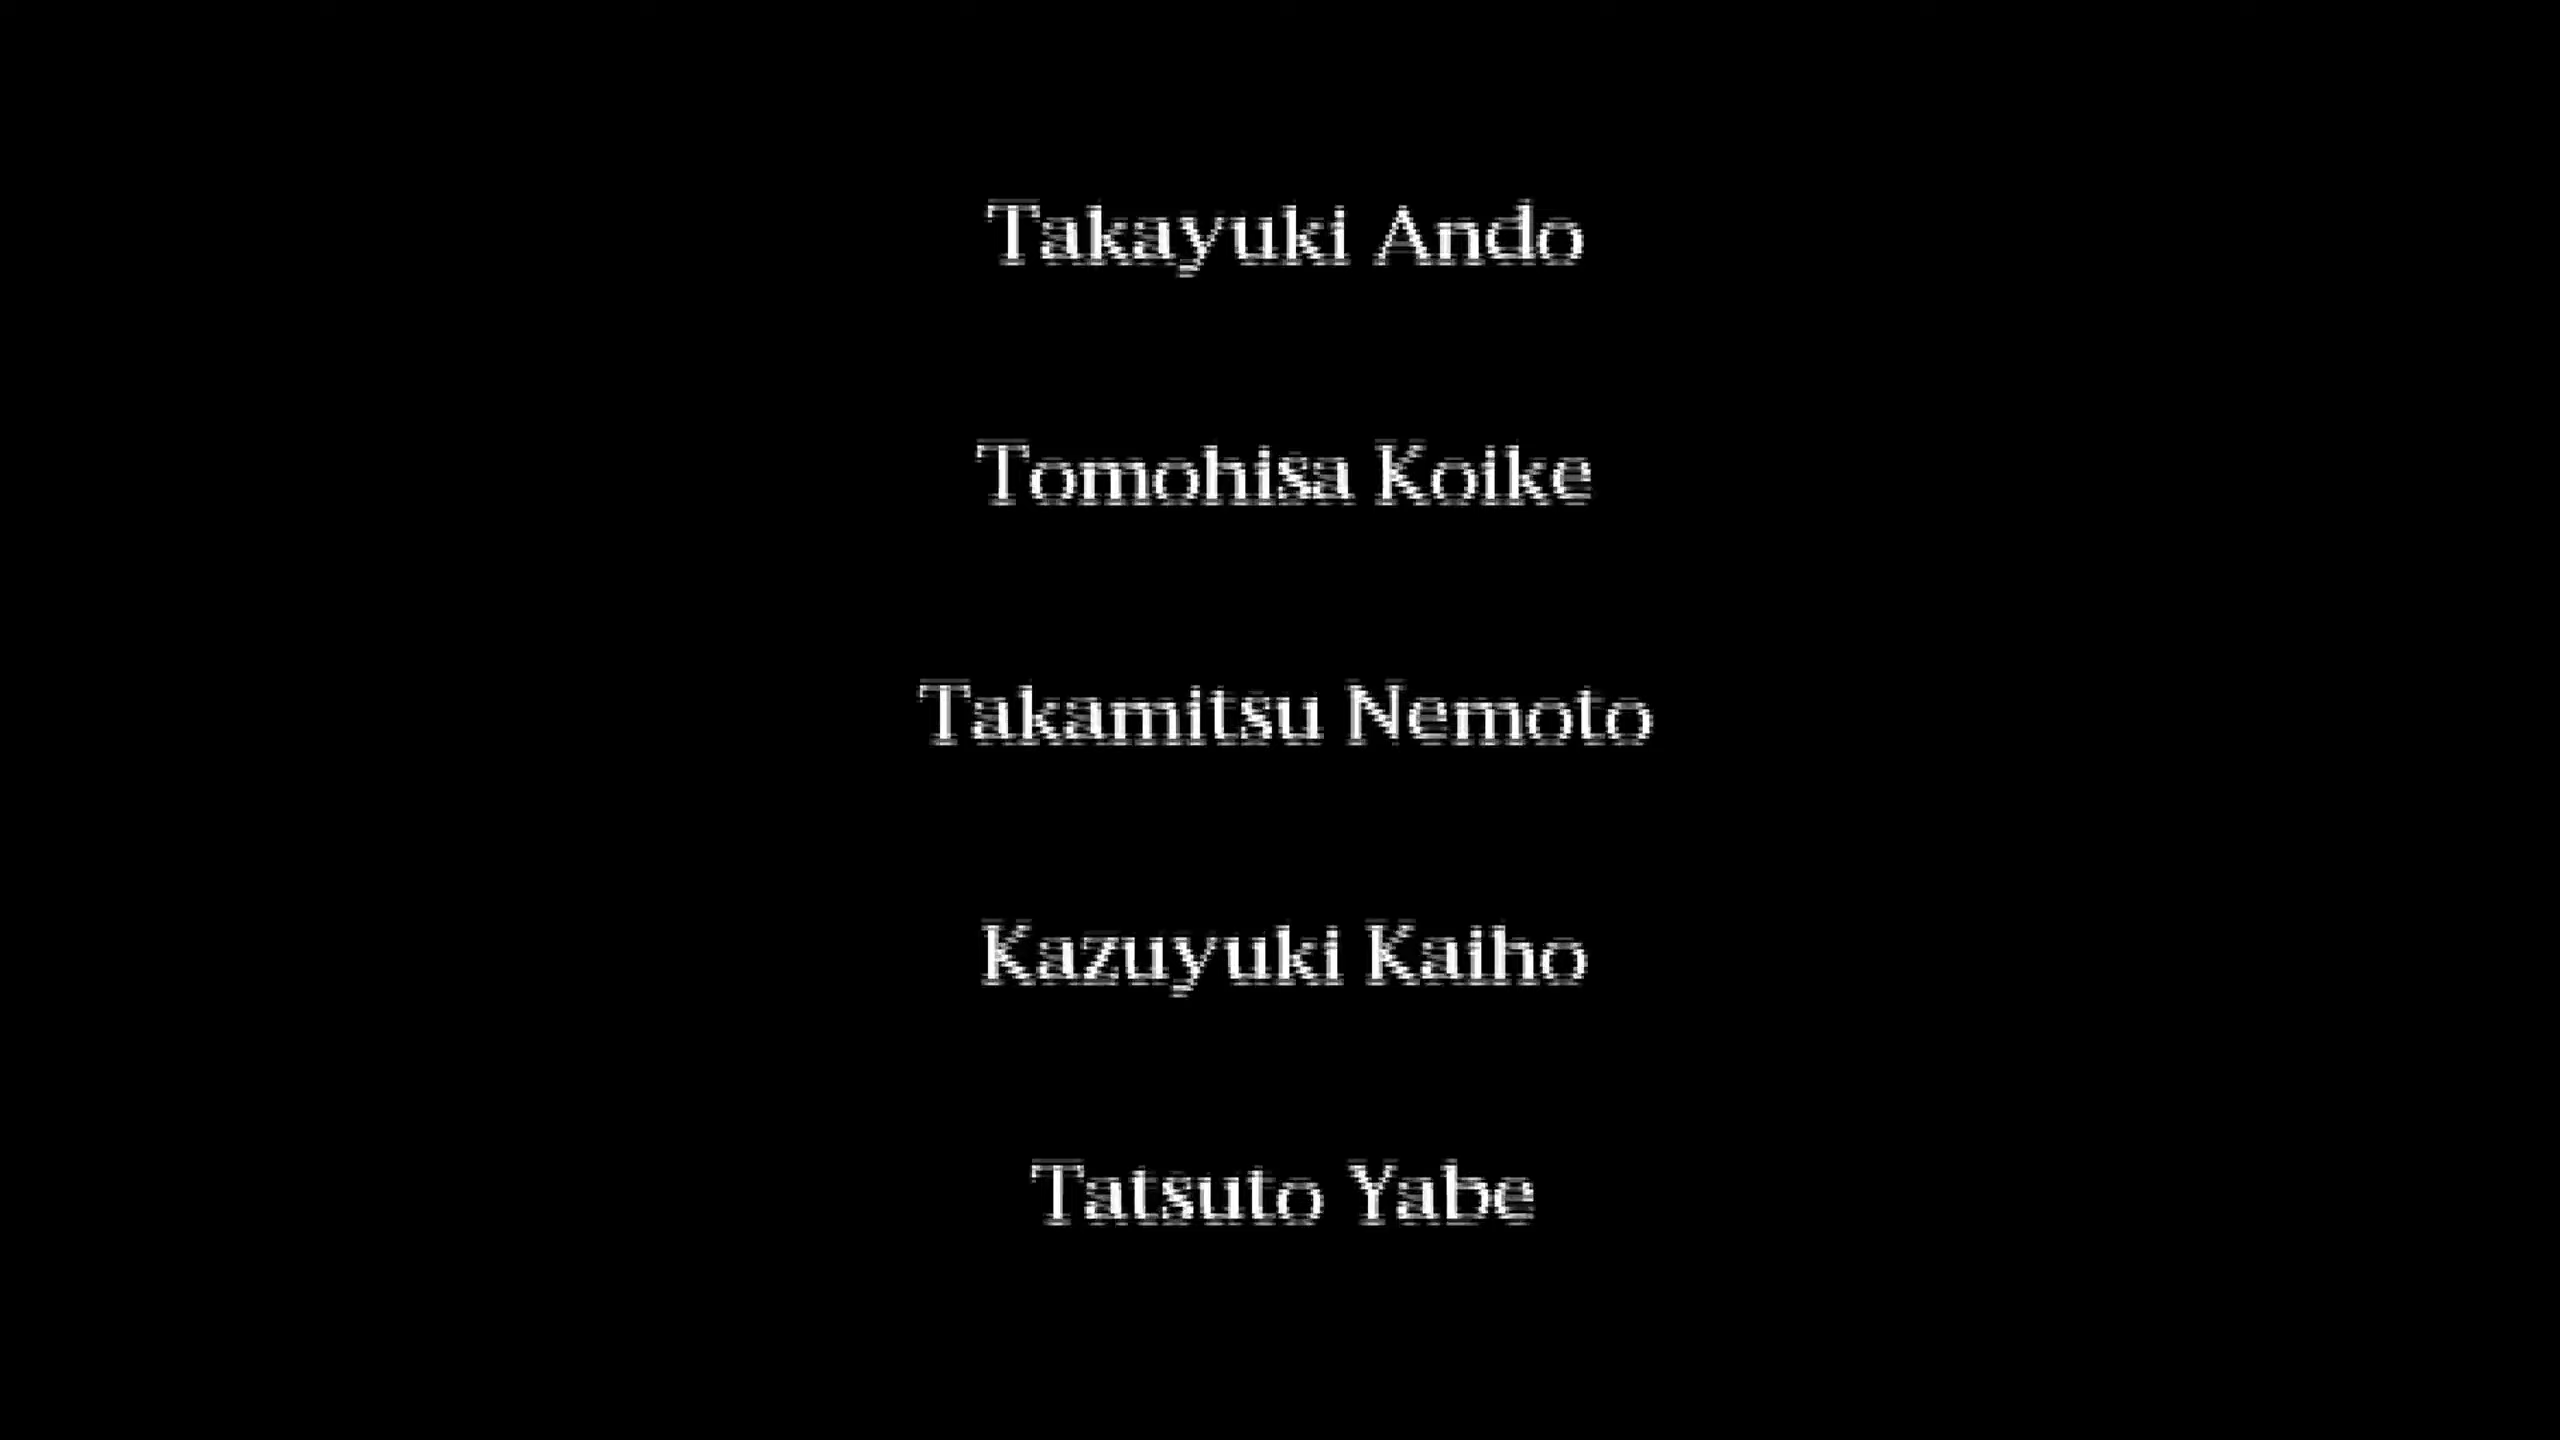 Takayuki Ando
Tomohisa Koike
Takamitsu Nemoto
Kazuyuki Kaiho
Tatsuto Yabe